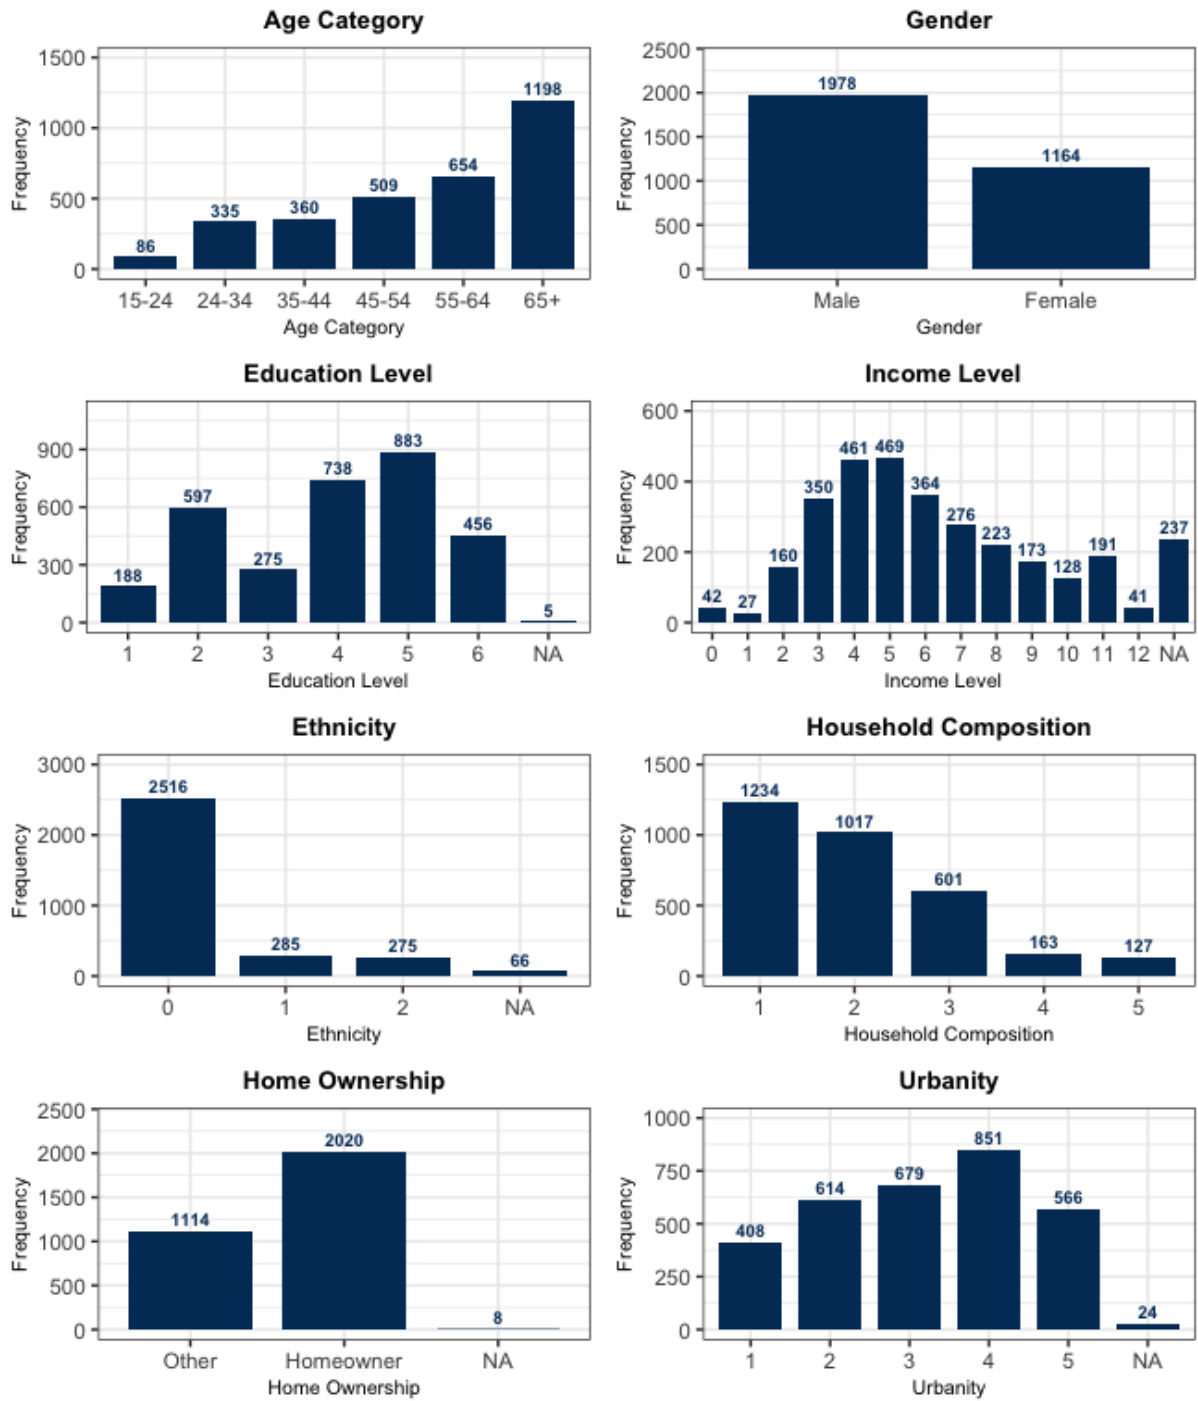 Age Category
1500
1000
500
0
Frequency
86
335
360
509
654
1198
15-24 24-34 35-44 45-54 55-64 65+
Age Category
Gender
2500
2000
1500
1000
500
0
Frequency
1978
1164
Male Female
Gender
Education Level
900
600
300
0
Frequency
188
597
275
738
883
456
5
1 2 3 4 5 6 NA
Education Level
Income Level
600
400
200
0
Frequency
42
27
160
350
461
469
364
276
223
173
128
191
41
237
0 1 2 3 4 5 6 7 8 9 10 11 12 NA
Income Level
Ethnicity
3000
2000
1000
0
Frequency
2516
285
275
66
0 1 2 NA
Ethnicity
Household Composition
1500
1000
500
0
Frequency
1234
1017
601
163
127
1 2 3 4 5
Household Composition
Home Ownership
2500
2000
1500
1000
500
0
Frequency
1114
2020
8
Other Homeowner NA
Home Ownership
Urbanity
1000
750
500
250
0
Frequency
408
614
679
851
566
24
1 2 3 4 5 NA
Urbanity